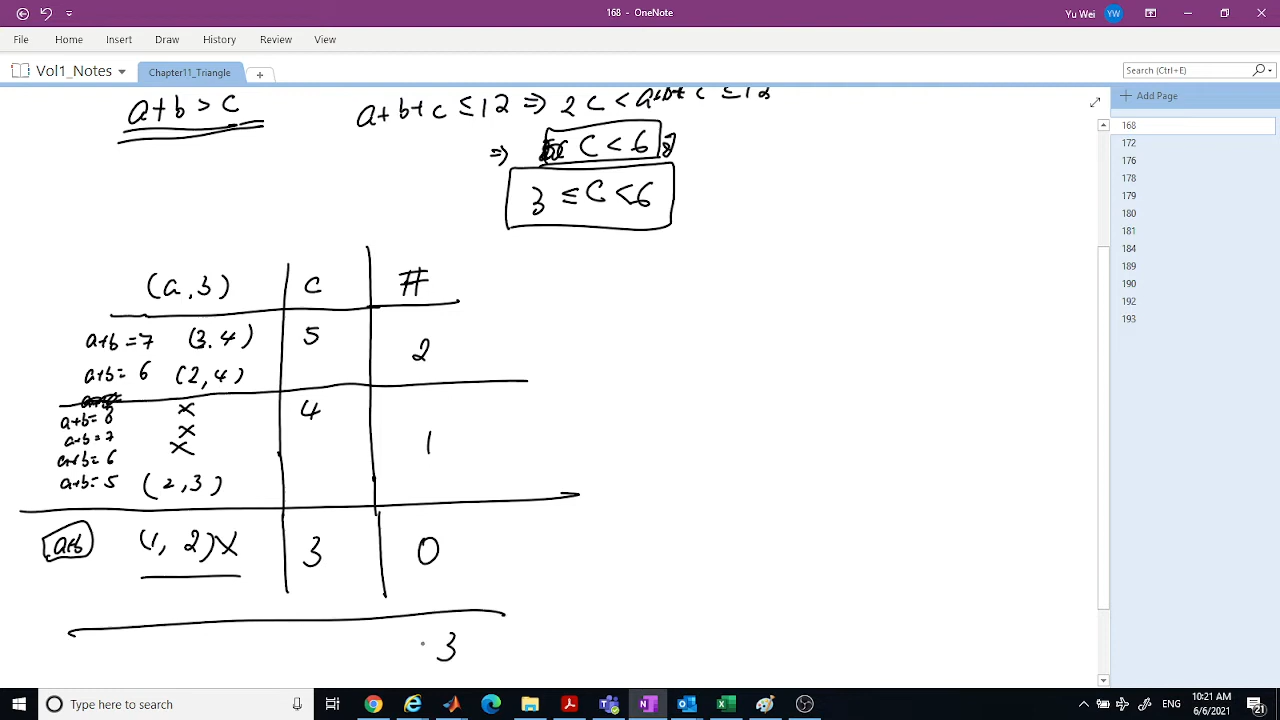 168 - OneNote
Yu Wei YW
File Home Insert Draw History Review View
Vol1_Notes Chapter11_Triangle Search (Ctrl+E)
Add Page
168
172
176
178
179
180
181
184
189
190
192
193
a+b > c a+b+c ≤ 12 ⇒ 2c < a+b+c ≤ 12
⇒ c < 6
3 ≤ c < 6
(a, 3) c #
a+b = 7 (3, 4) 5
2
a+b = 6 (2, 4)
a+b = 8 × 4
a+b = 7 ×
a+b = 6 × 1
a+b = 5 (2, 3)
a+b (1, 2) × 3 0
3
Type here to search
10:21 AM
6/6/2021
21